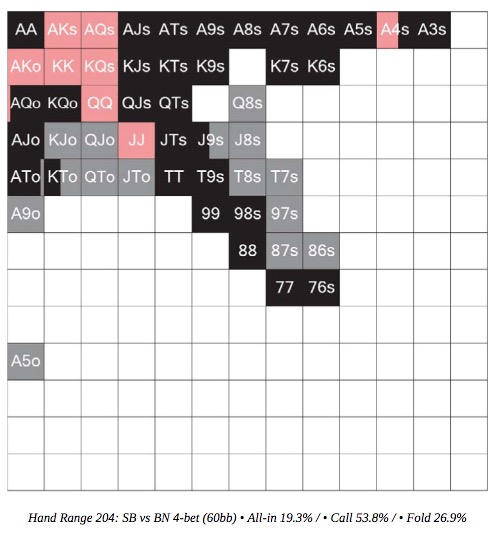 AA AKs AQs AJs ATs A9s A8s A7s A6s A5s A4s A3s
AKo KK KQs KJs KTs K9s K7s K6s
AQo KQo QQ QJs QTs Q8s
AJo KJo QJo JJ JTs J9s J8s
ATo KTo QTo JTo TT T9s T8s T7s
A9o 99 98s 97s
88 87s 86s
77 76s
A5o
Hand Range 204: SB vs BN 4-bet (60bb) • All-in 19.3% / • Call 53.8% / • Fold 26.9%